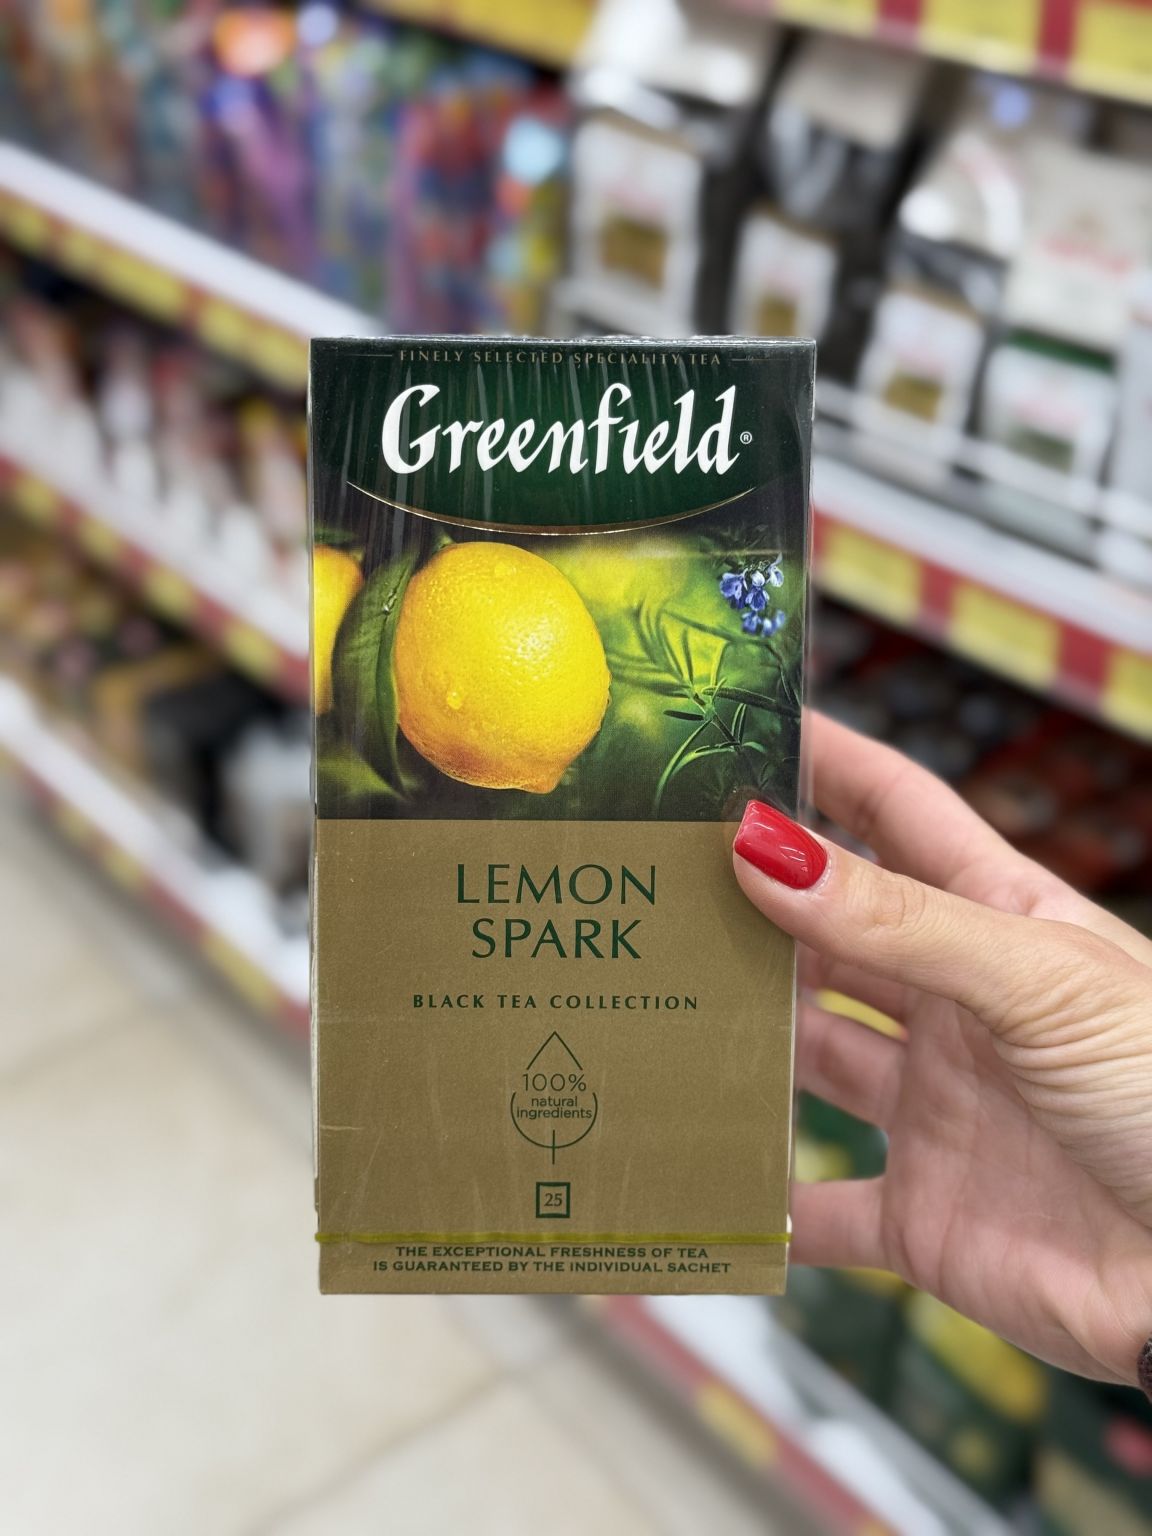 FINELY SELECTED SPECIALITY TEA
Greenfield®
LEMON
SPARK
BLACK TEA COLLECTION
100%
natural
ingredients
25
THE EXCEPTIONAL FRESHNESS OF TEA
IS GUARANTEED BY THE INDIVIDUAL SACHET